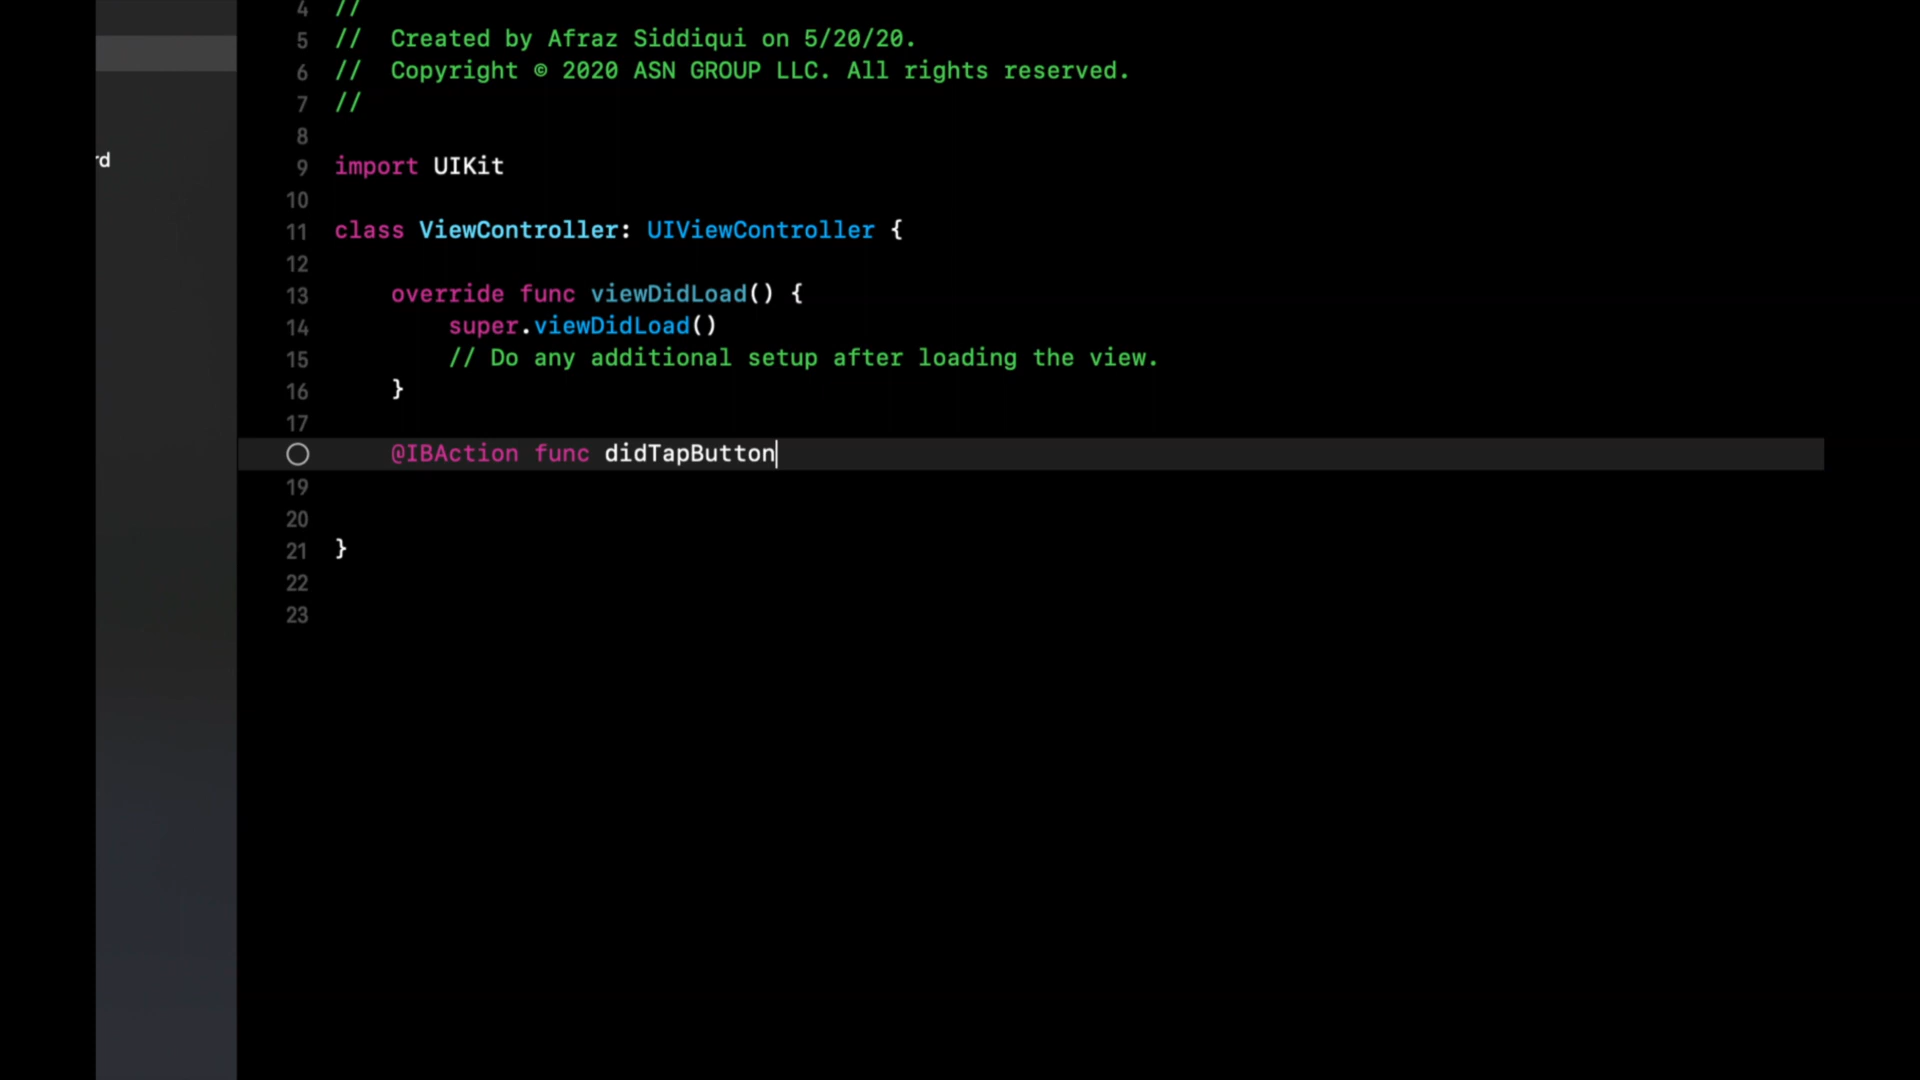 rd
4 //
5 // Created by Afraz Siddiqui on 5/20/20.
6 // Copyright © 2020 ASN GROUP LLC. All rights reserved.
7 //
8
9 import UIKit
10
11 class ViewController: UIViewController {
12
13 override func viewDidLoad() {
14 super.viewDidLoad()
15 // Do any additional setup after loading the view.
16 }
17
@IBAction func didTapButton
19
20
21 }
22
23